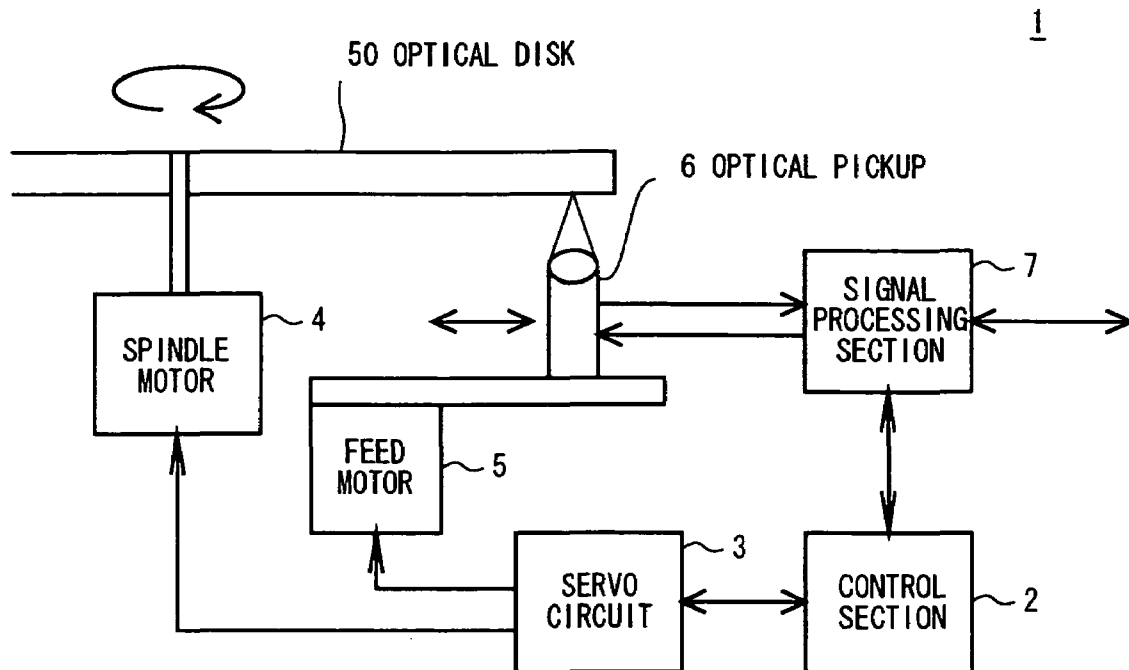 1
50 OPTICAL DISK
6 OPTICAL PICKUP
7
SIGNAL
PROCESSING
SECTION
4
SPINDLE
MOTOR
FEED
MOTOR
5
3
SERVO
CIRCUIT
CONTROL
SECTION
2